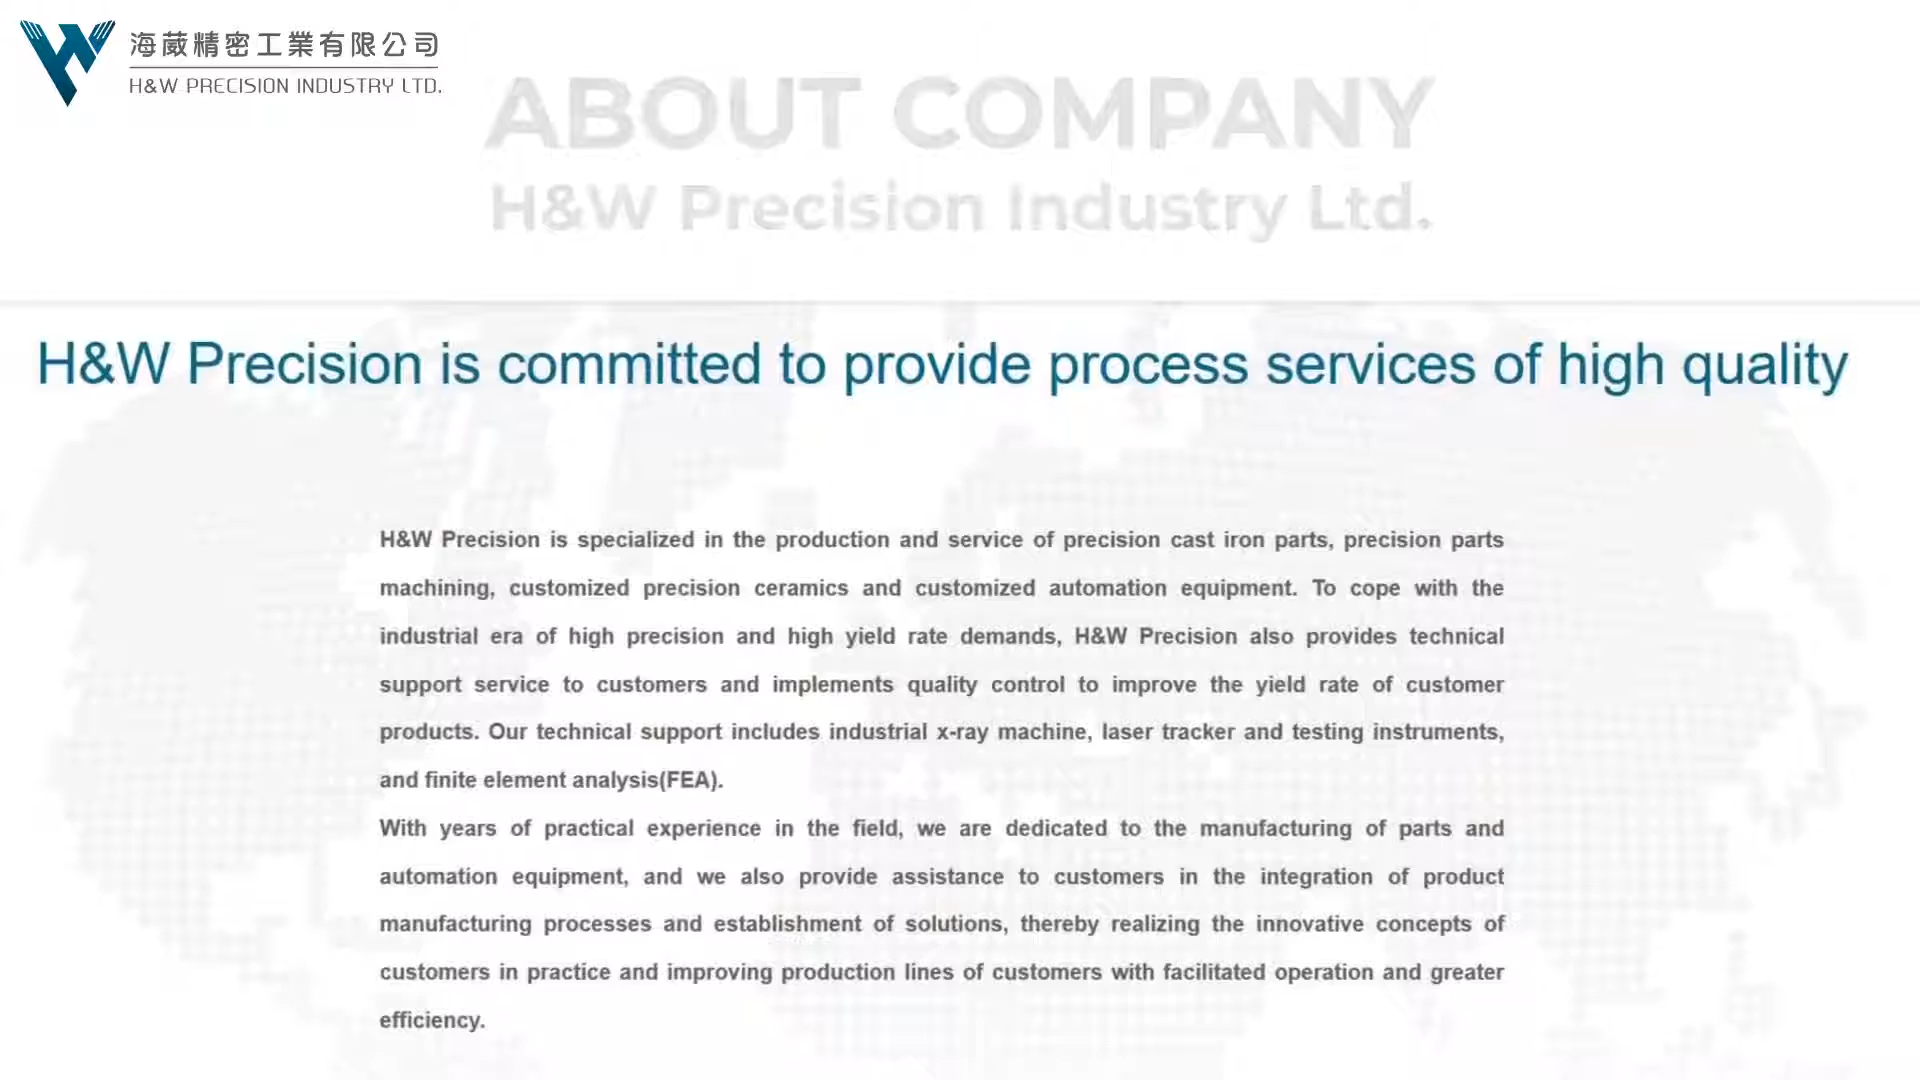 海葳精密工業有限公司
H&W PRECISION INDUSTRY LTD.
ABOUT COMPANY
H&W Precision Industry Ltd.
H&W Precision is committed to provide process services of high quality
H&W Precision is specialized in the production and service of precision cast iron parts, precision parts
machining, customized precision ceramics and customized automation equipment. To cope with the
industrial era of high precision and high yield rate demands, H&W Precision also provides technical
support service to customers and implements quality control to improve the yield rate of customer
products. Our technical support includes industrial x-ray machine, laser tracker and testing instruments,
and finite element analysis(FEA).
With years of practical experience in the field, we are dedicated to the manufacturing of parts and
automation equipment, and we also provide assistance to customers in the integration of product
manufacturing processes and establishment of solutions, thereby realizing the innovative concepts of
customers in practice and improving production lines of customers with facilitated operation and greater
efficiency.